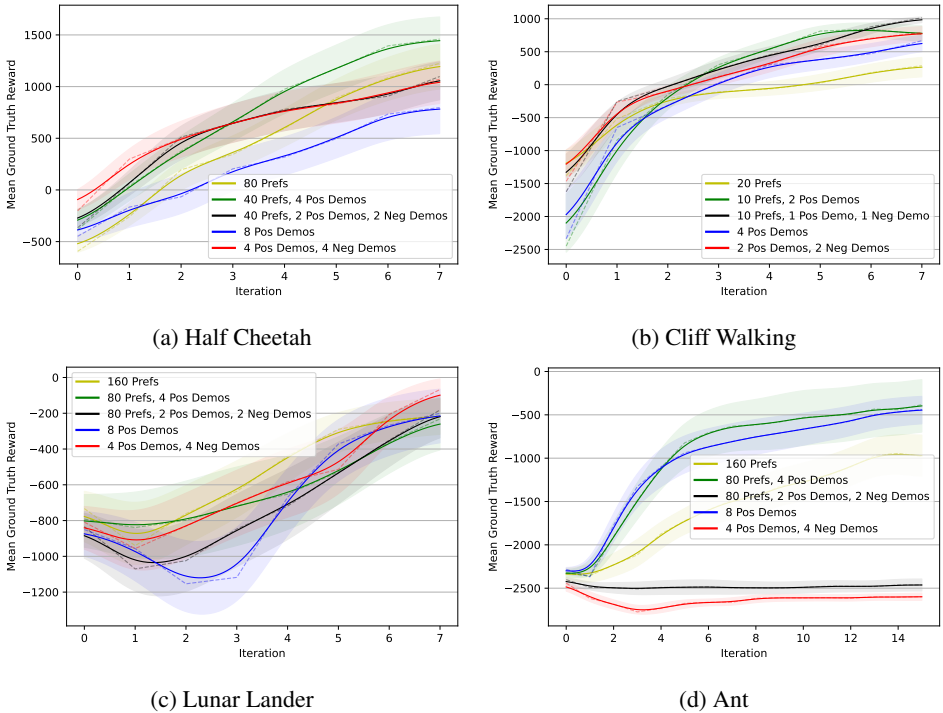 1500
1000
500
0
−500
Mean Ground Truth Reward
80 Prefs
40 Prefs, 4 Pos Demos
40 Prefs, 2 Pos Demos, 2 Neg Demos
8 Pos Demos
4 Pos Demos, 4 Neg Demos
0 1 2 3 4 5 6 7
Iteration
(a) Half Cheetah
1000
500
0
−500
−1000
−1500
−2000
−2500
Mean Ground Truth Reward
20 Prefs
10 Prefs, 2 Pos Demos
10 Prefs, 1 Pos Demo, 1 Neg Demo
4 Pos Demos
2 Pos Demos, 2 Neg Demos
0 1 2 3 4 5 6 7
Iteration
(b) Cliff Walking
0
−200
−400
−600
−800
−1000
−1200
Mean Ground Truth Reward
160 Prefs
80 Prefs, 4 Pos Demos
80 Prefs, 2 Pos Demos, 2 Neg Demos
8 Pos Demos
4 Pos Demos, 4 Neg Demos
0 1 2 3 4 5 6 7
Iteration
(c) Lunar Lander
0
−500
−1000
−1500
−2000
−2500
Mean Ground Truth Reward
160 Prefs
80 Prefs, 4 Pos Demos
80 Prefs, 2 Pos Demos, 2 Neg Demos
8 Pos Demos
4 Pos Demos, 4 Neg Demos
0 2 4 6 8 10 12 14
Iteration
(d) Ant